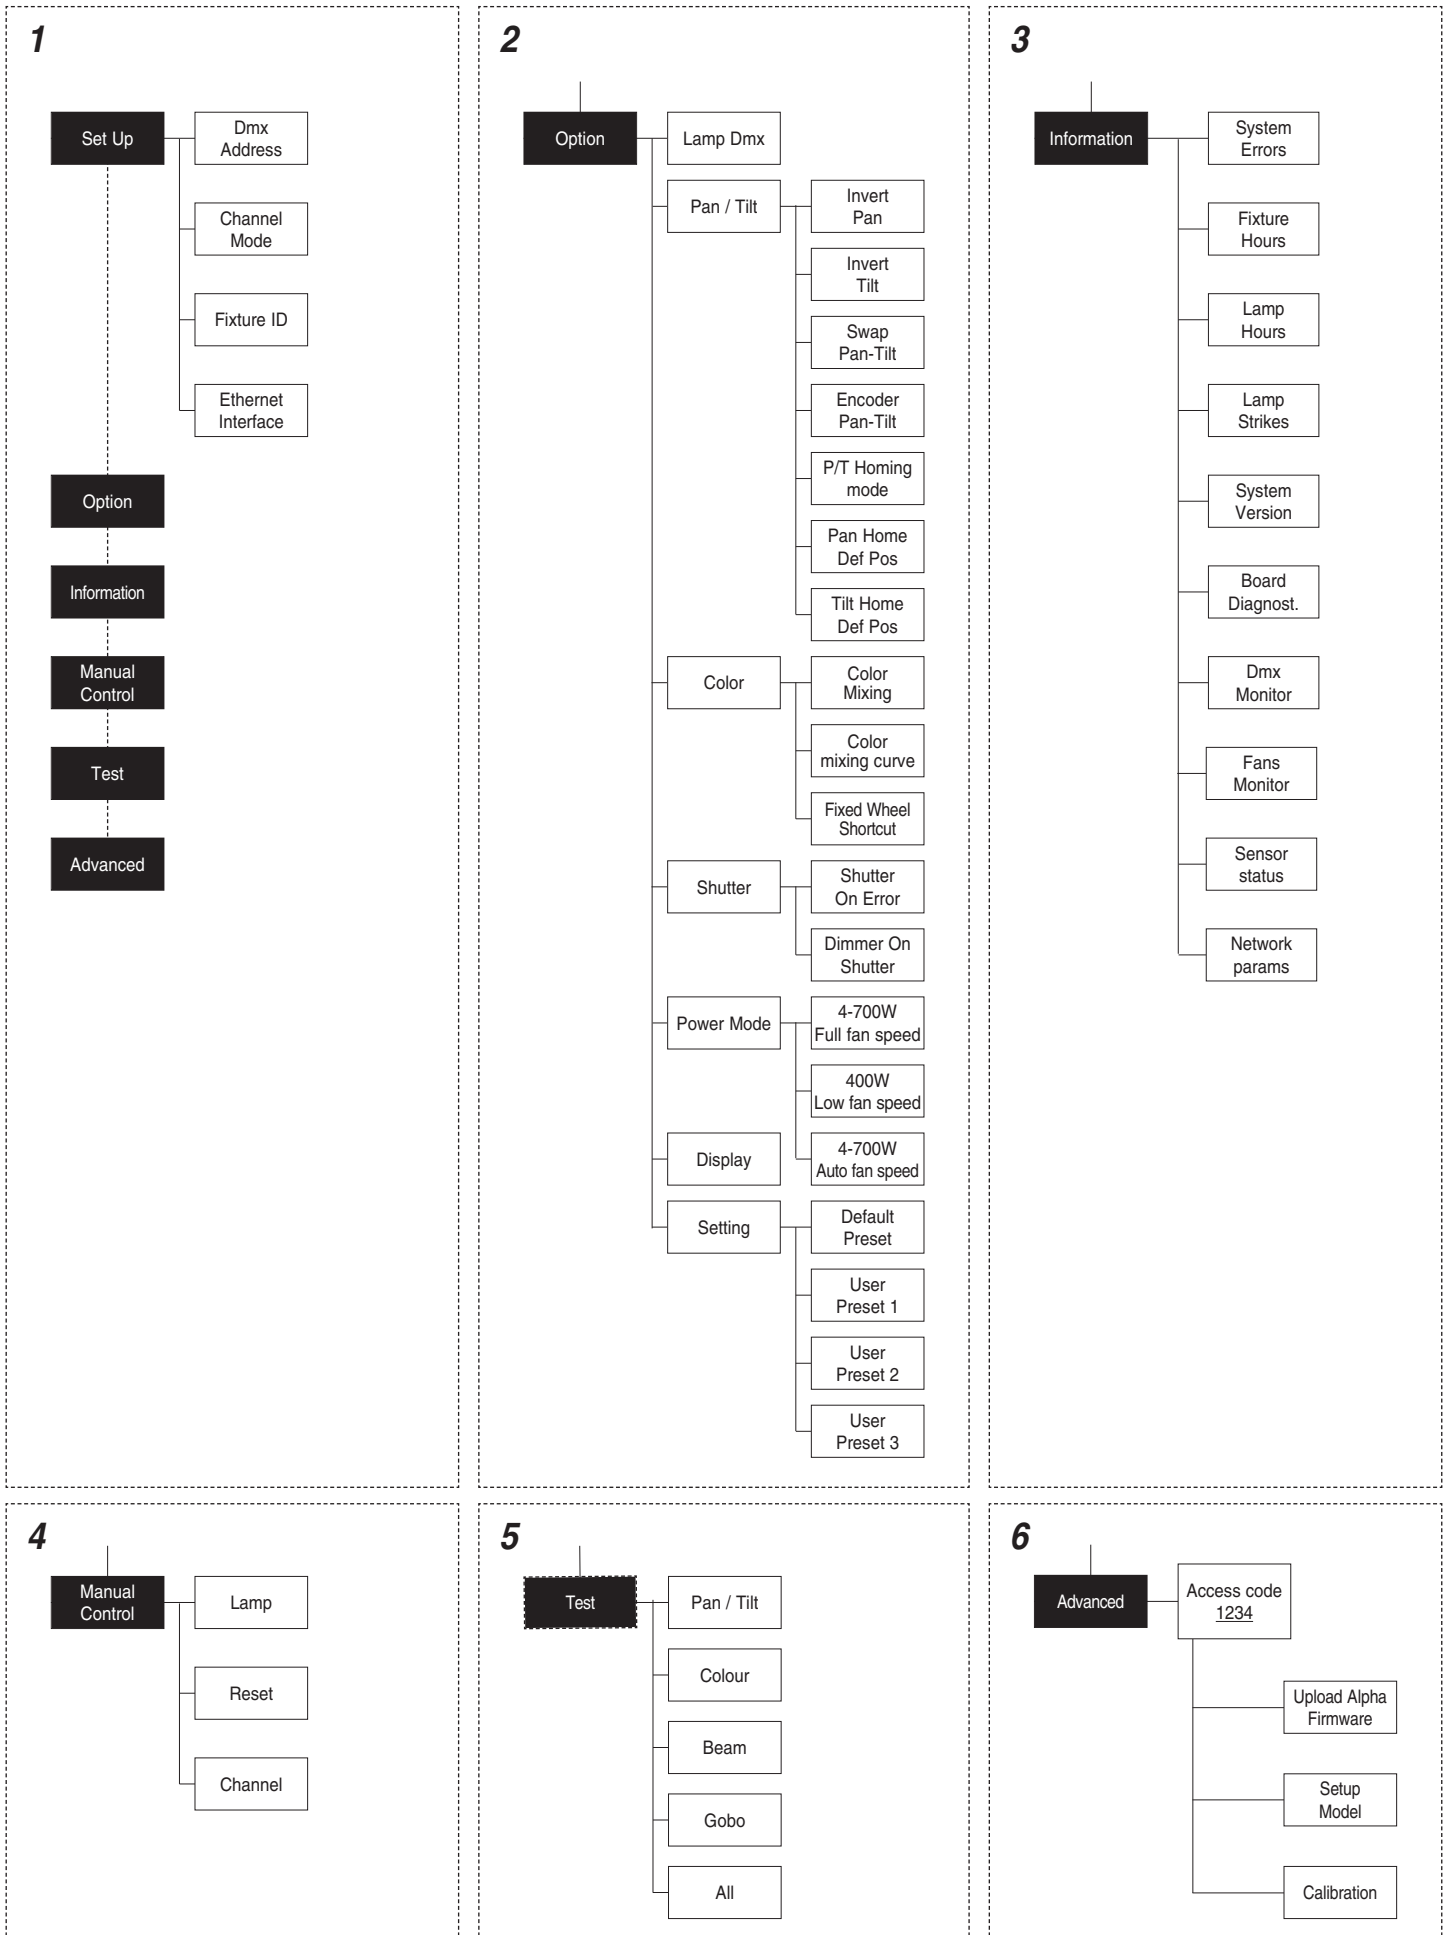 1
Set Up
Dmx
Address
Channel
Mode
Fixture ID
Ethernet
Interface
Option
Information
Manual
Control
Test
Advanced
2
Option
Lamp Dmx
Pan / Tilt
Invert
Pan
Invert
Tilt
Swap
Pan-Tilt
Encoder
Pan-Tilt
P/T Homing
mode
Pan Home
Def Pos
Tilt Home
Def Pos
Color
Color
Mixing
Color
mixing curve
Fixed Wheel
Shortcut
Shutter
Shutter
On Error
Dimmer On
Shutter
Power Mode
4-700W
Full fan speed
400W
Low fan speed
4-700W
Auto fan speed
Display
Setting
Default
Preset
User
Preset 1
User
Preset 2
User
Preset 3
3
Information
System
Errors
Fixture
Hours
Lamp
Hours
Lamp
Strikes
System
Version
Board
Diagnost.
Dmx
Monitor
Fans
Monitor
Sensor
status
Network
params
4
Manual
Control
Lamp
Reset
Channel
5
Test
Pan / Tilt
Colour
Beam
Gobo
All
6
Advanced
Access code
1234
Upload Alpha
Firmware
Setup
Model
Calibration